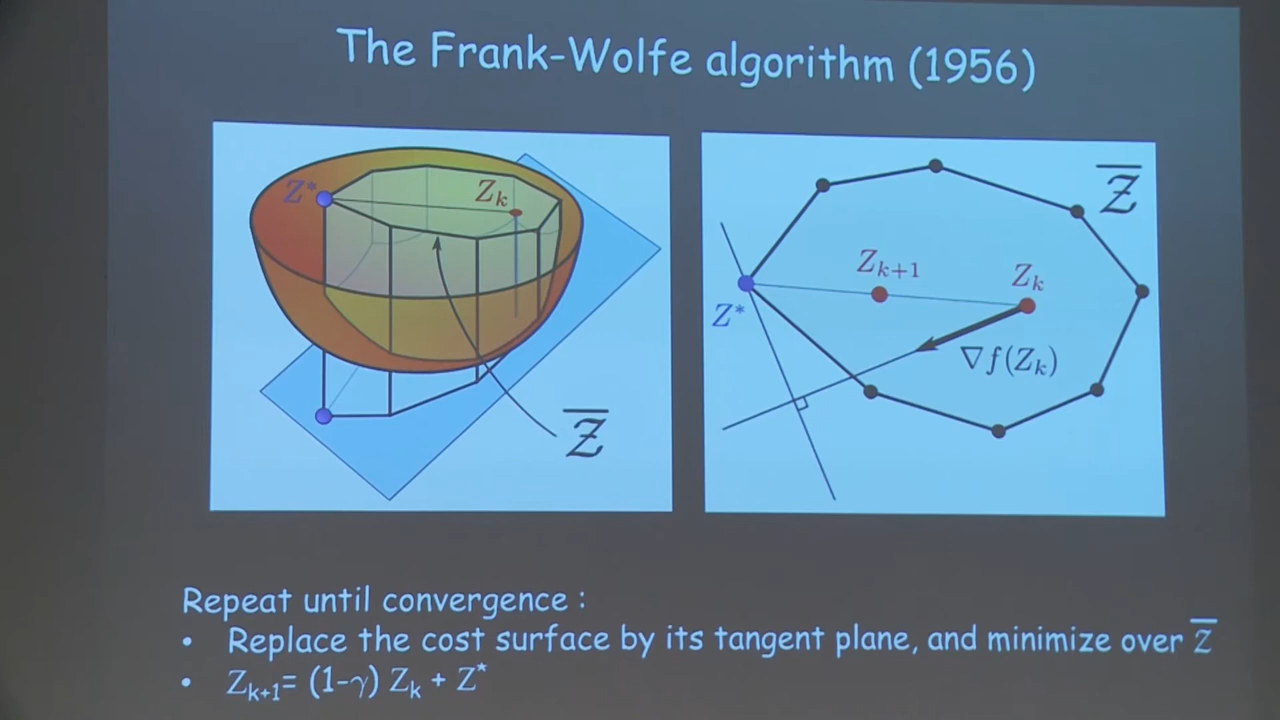 The Frank-Wolfe algorithm (1956)
Z*
Z_k
Z̅
Z̅
Z_{k+1}
Z_k
Z*
∇f(Z_k)
Repeat until convergence :
• Replace the cost surface by its tangent plane, and minimize over Z̅
• Z_{k+1}= (1-γ) Z_k + Z*